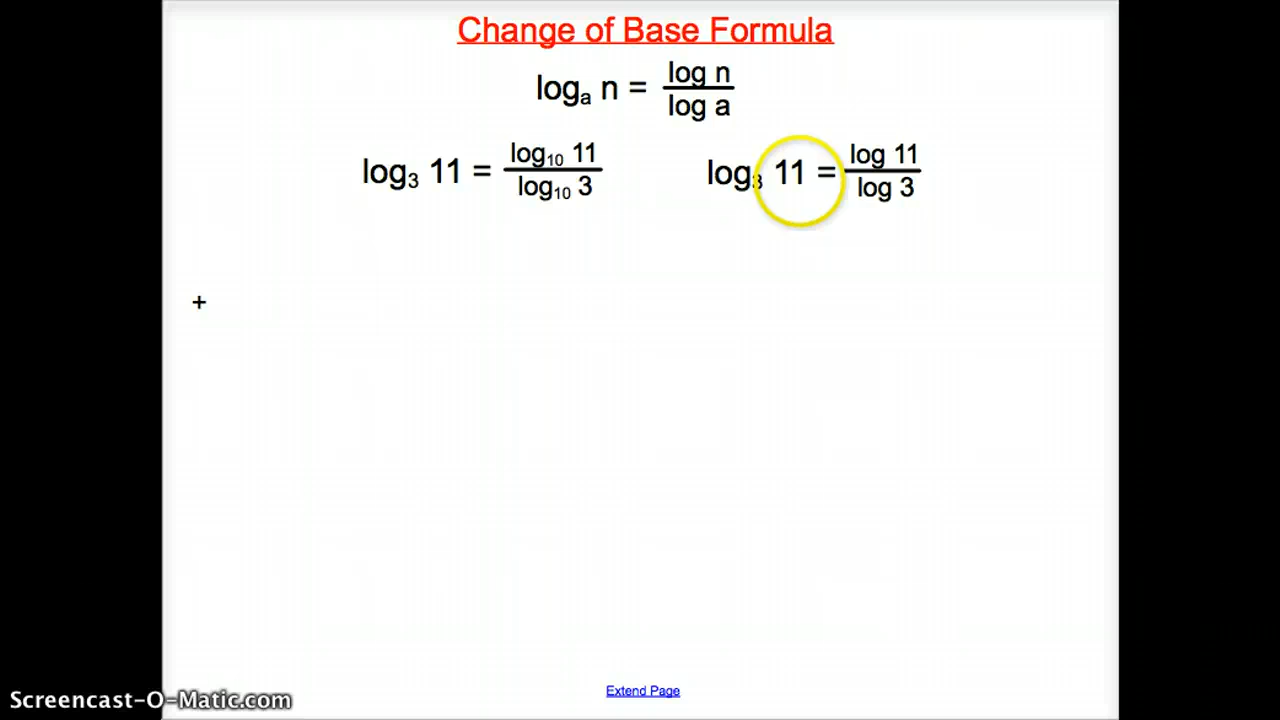 Change of Base Formula
logₐ n = log n / log a
log₃ 11 = log₁₀ 11 / log₁₀ 3
log₃ 11 = log 11 / log 3
+
Extend Page
Screencast-O-Matic.com